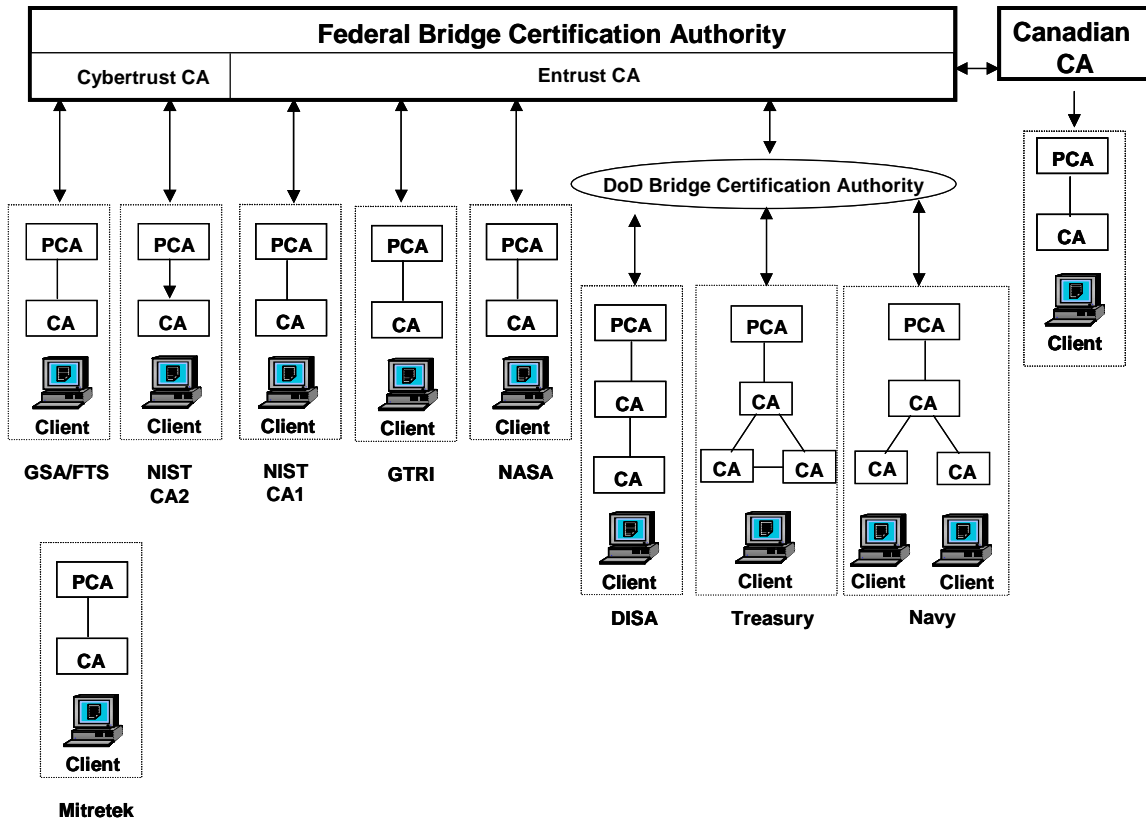 Federal Bridge Certification Authority
Cybertrust CA
Entrust CA
Canadian
CA
PCA
CA
Client
DoD Bridge Certification Authority
PCA
CA
Client
GSA/FTS
PCA
CA
Client
NIST
CA2
PCA
CA
Client
NIST
CA1
PCA
CA
Client
GTRI
PCA
CA
Client
NASA
PCA
CA
CA
Client
DISA
PCA
CA
CA
CA
Client
Treasury
PCA
CA
CA
CA
Client
Client
Navy
PCA
CA
Client
Mitretek